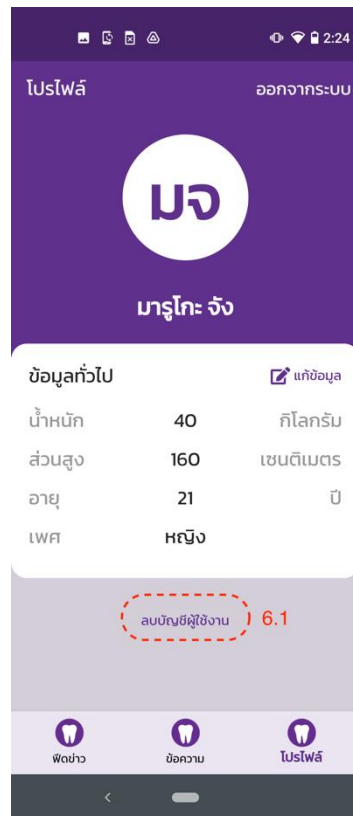 2:24
โปรไฟล์ ออกจากระบบ
มจ
มารูโกะ จัง
ข้อมูลทั่วไป แก้ข้อมูล
น้ำหนัก 40 กิโลกรัม
ส่วนสูง 160 เซนติเมตร
อายุ 21 ปี
เพศ หญิง
ลบบัญชีผู้ใช้งาน 6.1
ฟีดข่าว ข้อความ โปรไฟล์